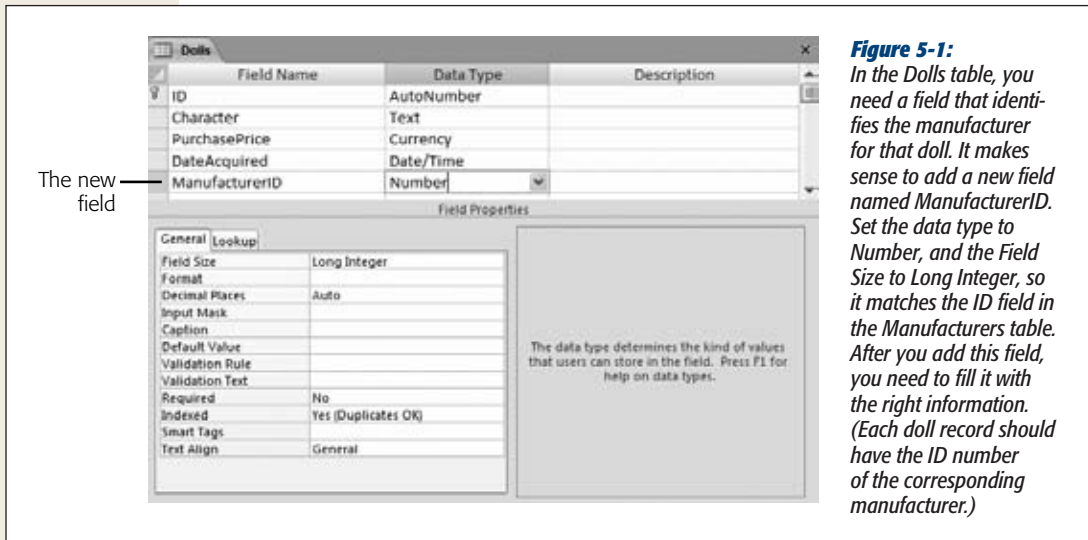 Dolls
Field Name Data Type Description
ID AutoNumber
Character Text
PurchasePrice Currency
DateAcquired Date/Time
ManufacturerID Number
The new
field
Field Properties
General Lookup
Field Size Long Integer
Format
Decimal Places Auto
Input Mask
Caption
Default Value
Validation Rule
Validation Text
Required No
Indexed Yes (Duplicates OK)
Smart Tags
Text Align General
The data type determines the kind of values
that users can store in the field. Press F1 for
help on data types.
Figure 5-1:
In the Dolls table, you
need a field that identi-
fies the manufacturer
for that doll. It makes
sense to add a new field
named ManufacturerID.
Set the data type to
Number, and the Field
Size to Long Integer, so
it matches the ID field in
the Manufacturers table.
After you add this field,
you need to fill it with
the right information.
(Each doll record should
have the ID number
of the corresponding
manufacturer.)